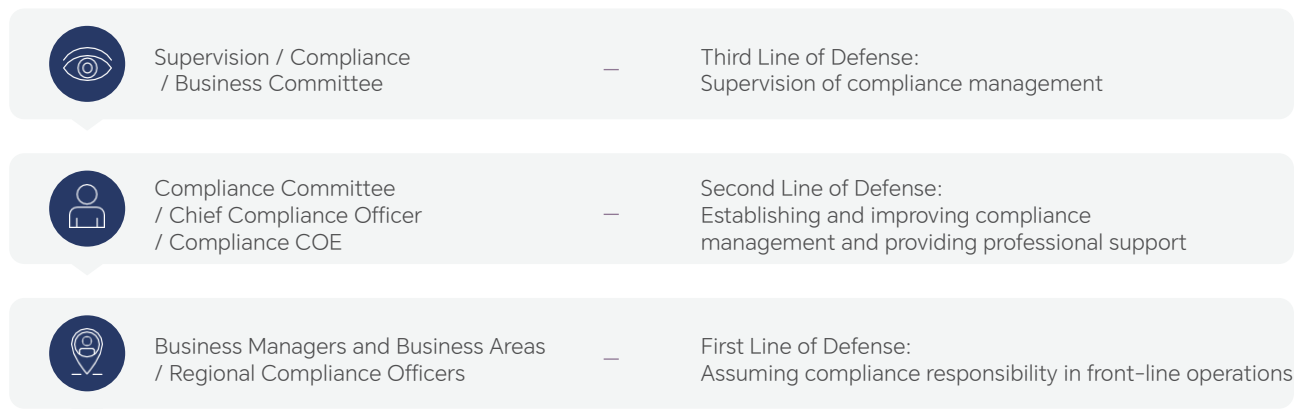 Supervision / Compliance
/ Business Committee
–
Third Line of Defense:
Supervision of compliance management
Compliance Committee
/ Chief Compliance Officer
/ Compliance COE
–
Second Line of Defense:
Establishing and improving compliance
management and providing professional support
Business Managers and Business Areas
/ Regional Compliance Officers
–
First Line of Defense:
Assuming compliance responsibility in front-line operations